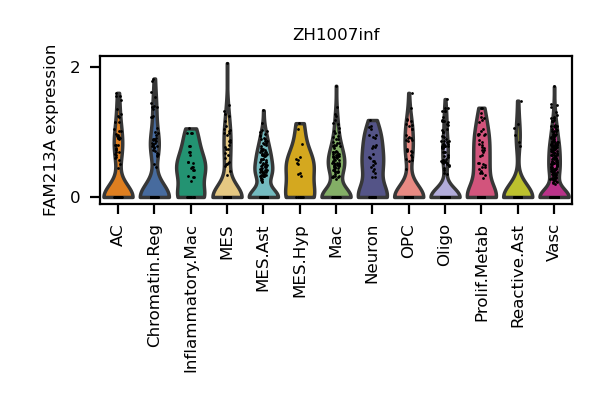 ZH1007inf
FAM213A expression
2
0
AC
Chromatin.Reg
Inflammatory.Mac
MES
MES.Ast
MES.Hyp
Mac
Neuron
OPC
Oligo
Prolif.Metab
Reactive.Ast
Vasc